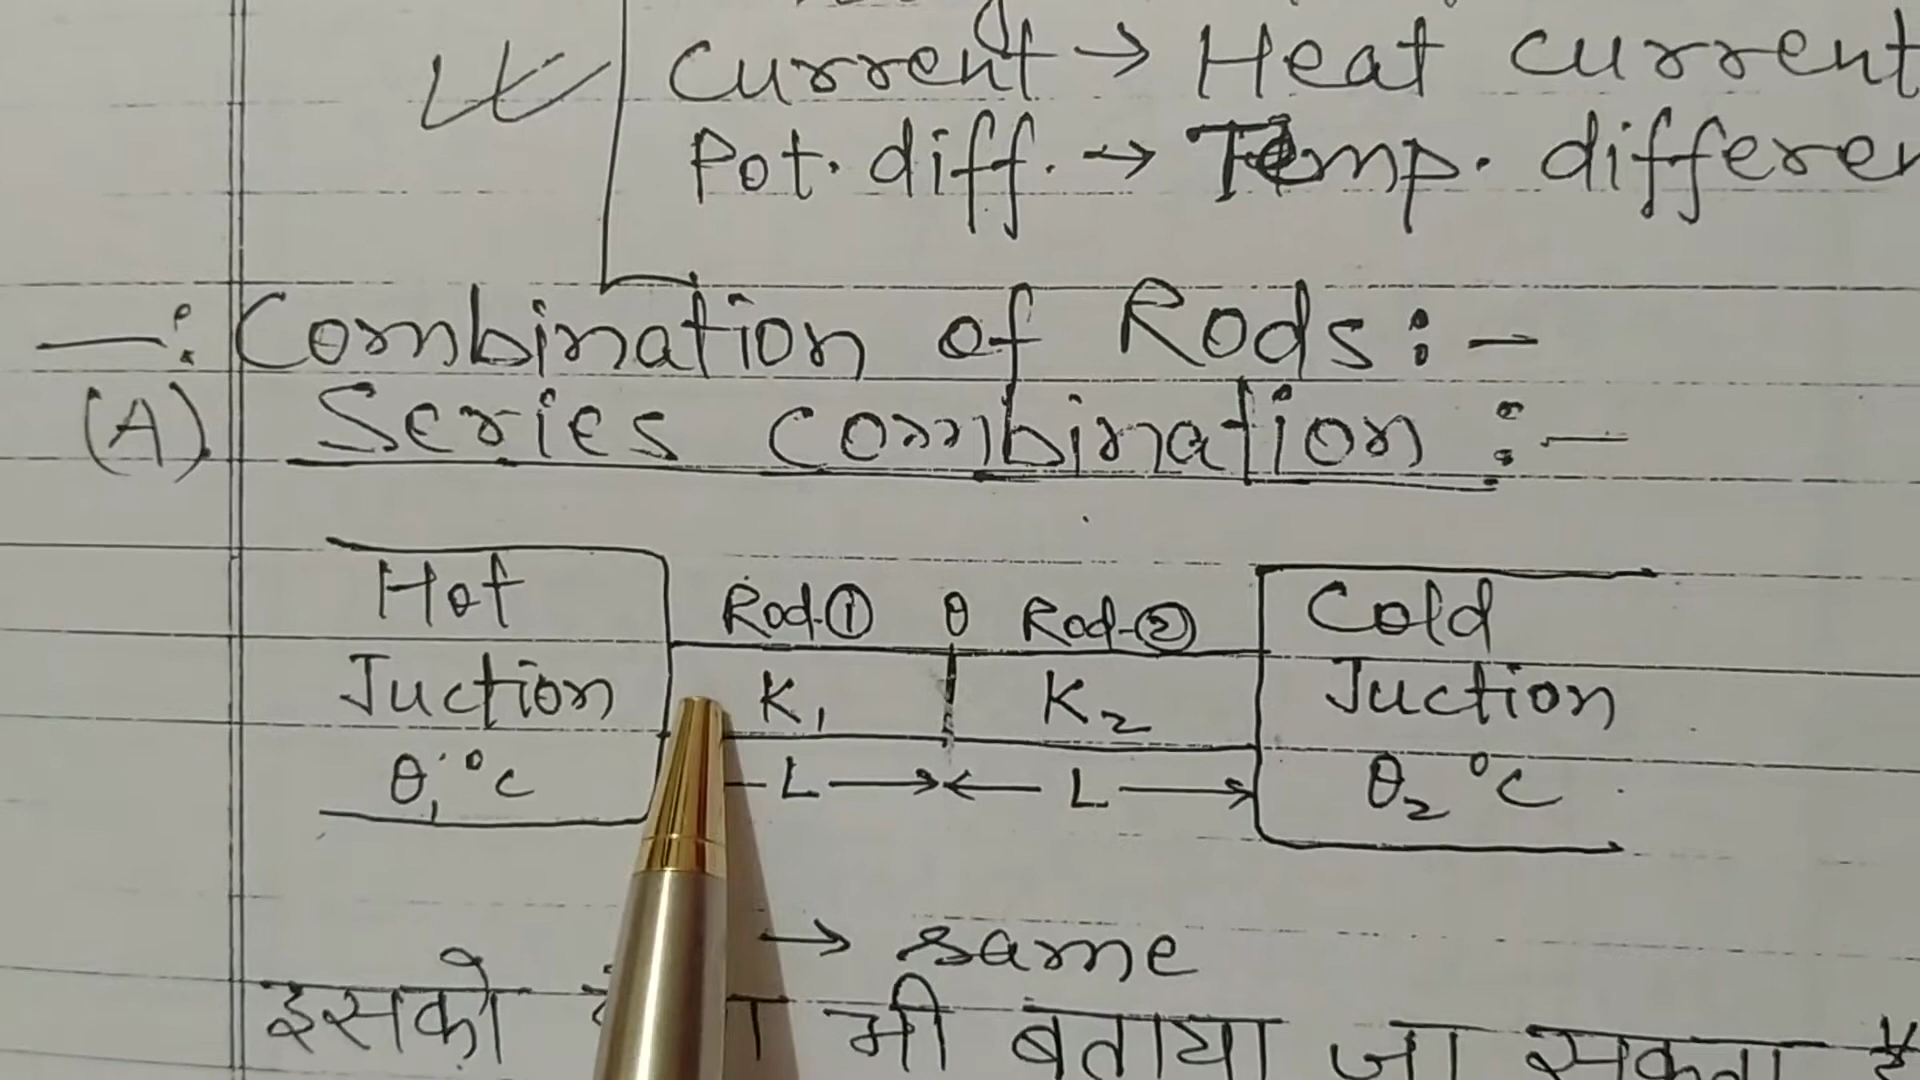 Current → Heat current
Pot. diff. → Temp.
—: Combination of Rods :-
(A). Series combination :-
Hot Rod-① θ Rod-② Cold
Juction K₁ K₂ Juction
θ₁°C L → ← L → θ₂°C
→ same
इसको भी बताया जा सकता है